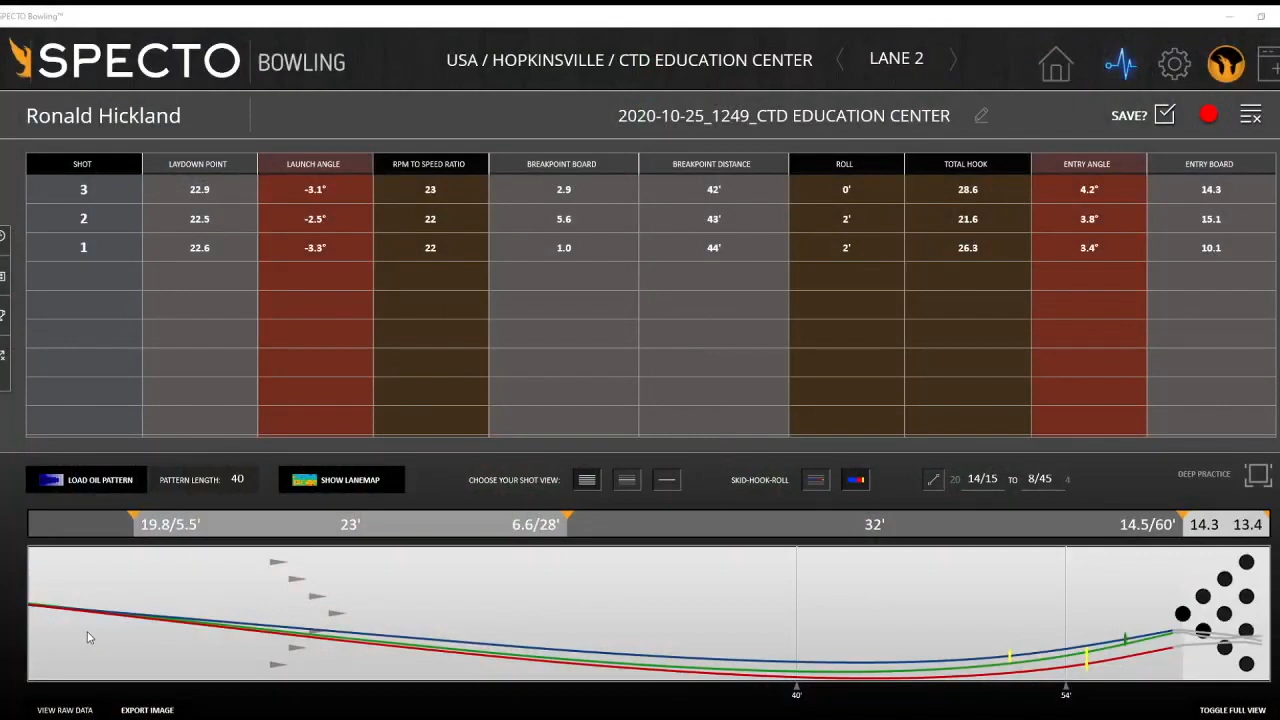 SPECTO Bowling™
SPECTO BOWLING
USA / HOPKINSVILLE / CTD EDUCATION CENTER
LANE 2
Ronald Hickland
2020-10-25_1249_CTD EDUCATION CENTER
SAVE?
SHOT LAYDOWN POINT LAUNCH ANGLE RPM TO SPEED RATIO BREAKPOINT BOARD BREAKPOINT DISTANCE ROLL TOTAL HOOK ENTRY ANGLE ENTRY BOARD
3 22.9 -3.1° 23 2.9 42' 0' 28.6 4.2° 14.3
2 22.5 -2.5° 22 5.6 43' 2' 21.6 3.8° 15.1
1 22.6 -3.3° 22 1.0 44' 2' 26.3 3.4° 10.1
LOAD OIL PATTERN PATTERN LENGTH: 40 SHOW LANEMAP CHOOSE YOUR SHOT VIEW: SKID-HOOK-ROLL 20 14/15 TO 8/45 4 DEEP PRACTICE
19.8/5.5' 23' 6.6/28' 32' 14.5/60' 14.3 13.4
40' 54'
VIEW RAW DATA EXPORT IMAGE TOGGLE FULL VIEW